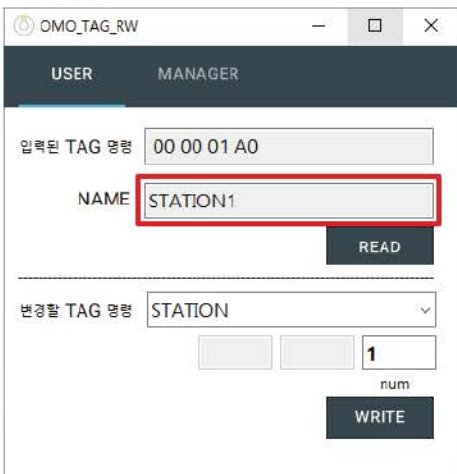 OMO_TAG_RW
USER MANAGER
입력된 TAG 명령 00 00 01 A0
NAME STATION1
READ
변경할 TAG 명령 STATION
1
num
WRITE